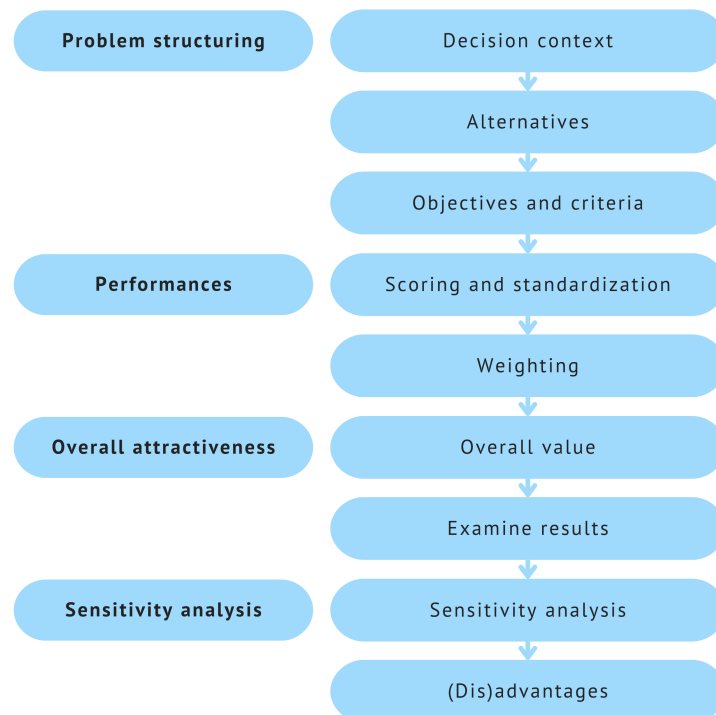 Problem structuring
Decision context
Alternatives
Objectives and criteria
Performances
Scoring and standardization
Weighting
Overall attractiveness
Overall value
Examine results
Sensitivity analysis
Sensitivity analysis
(Dis)advantages